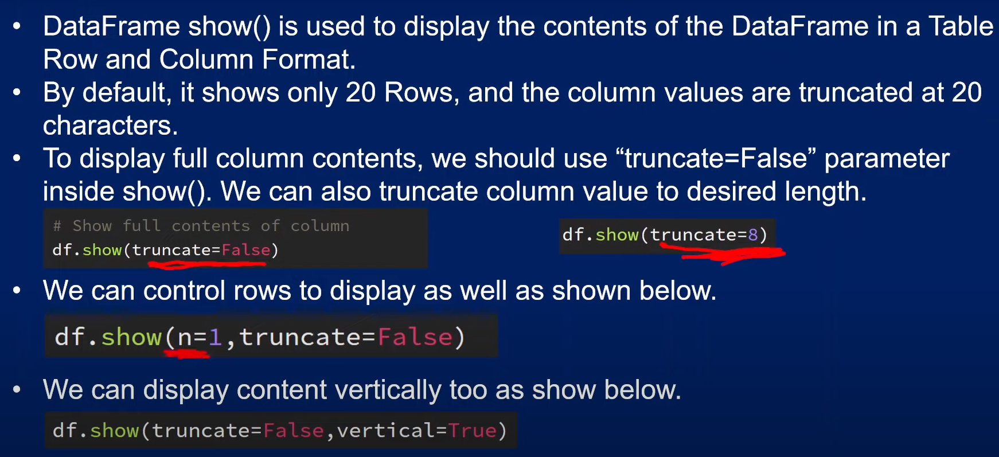 • DataFrame show() is used to display the contents of the DataFrame in a Table
Row and Column Format.
• By default, it shows only 20 Rows, and the column values are truncated at 20
characters.
• To display full column contents, we should use “truncate=False” parameter
inside show(). We can also truncate column value to desired length.
# Show full contents of column
df.show(truncate=False)
df.show(truncate=8)
• We can control rows to display as well as shown below.
df.show(n=1,truncate=False)
• We can display content vertically too as show below.
df.show(truncate=False,vertical=True)